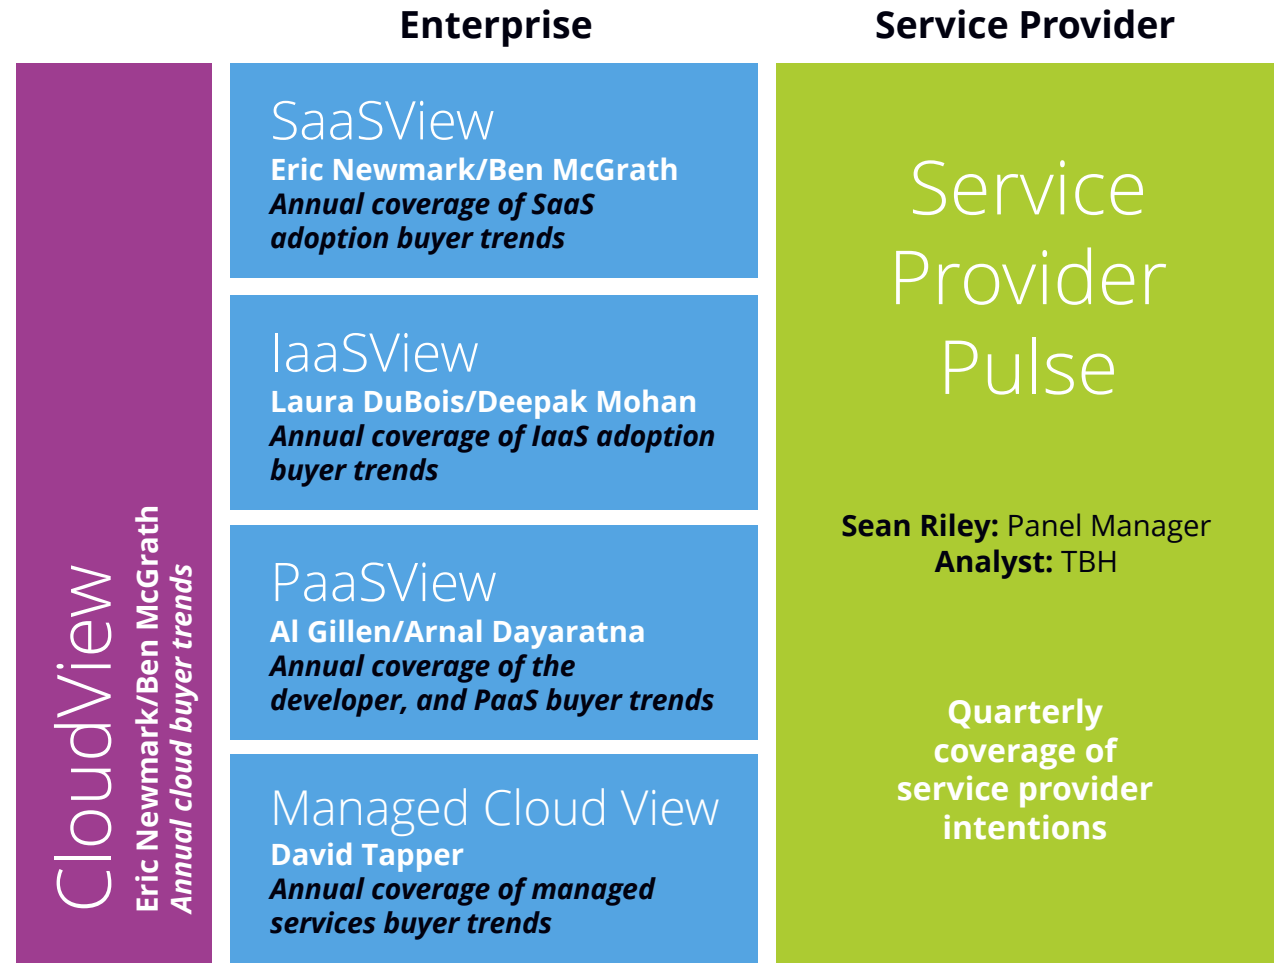 Enterprise
Service Provider
CloudView
Eric Newmark/Ben McGrath
Annual cloud buyer trends
SaaSView
Eric Newmark/Ben McGrath
Annual coverage of SaaS
adoption buyer trends
IaaSView
Laura DuBois/Deepak Mohan
Annual coverage of IaaS adoption
buyer trends
PaaSView
Al Gillen/Arnal Dayaratna
Annual coverage of the
developer, and PaaS buyer trends
Managed Cloud View
David Tapper
Annual coverage of managed
services buyer trends
Service
Provider
Pulse
Sean Riley: Panel Manager
Analyst: TBH
Quarterly
coverage of
service provider
intentions